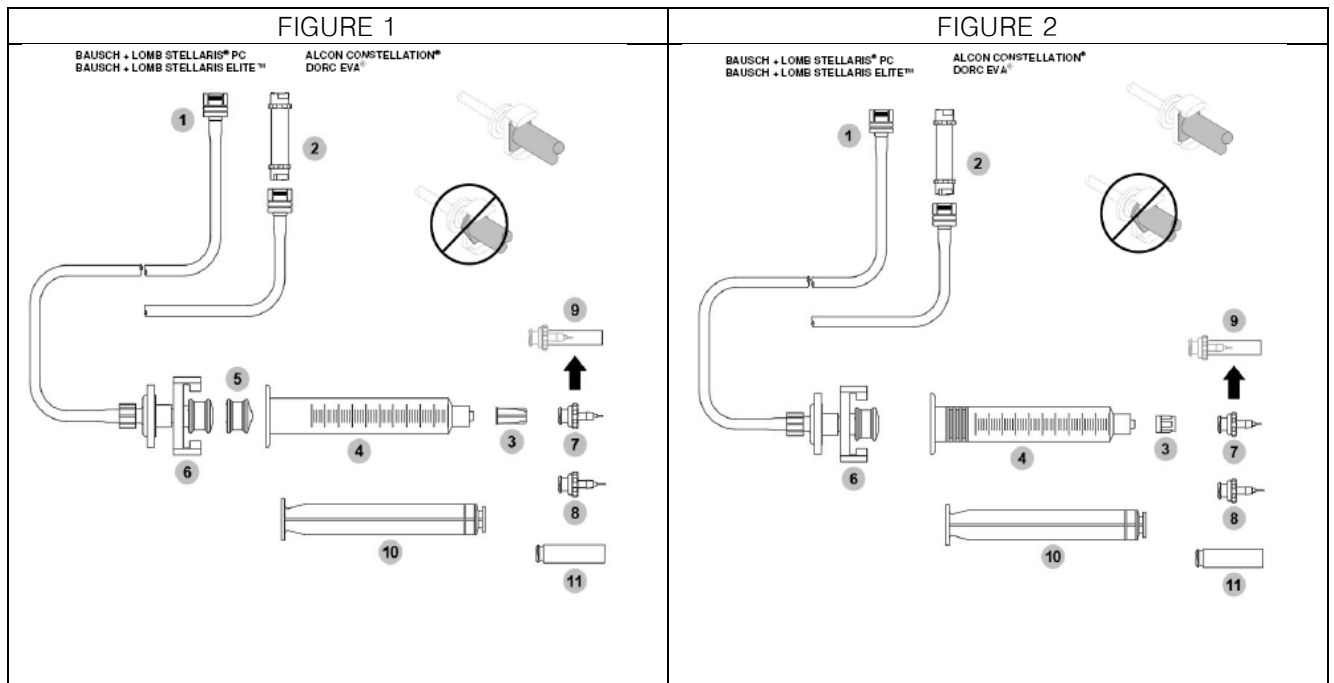 FIGURE 1
BAUSCH + LOMB STELLARIS® PC
BAUSCH + LOMB STELLARIS ELITE™
ALCON CONSTELLATION®
DORC EVA®
1
2
9
5
3
7
4
6
8
10
11
FIGURE 2
BAUSCH + LOMB STELLARIS® PC
BAUSCH + LOMB STELLARIS ELITE™
ALCON CONSTELLATION®
DORC EVA®
1
2
9
3
7
4
6
8
10
11